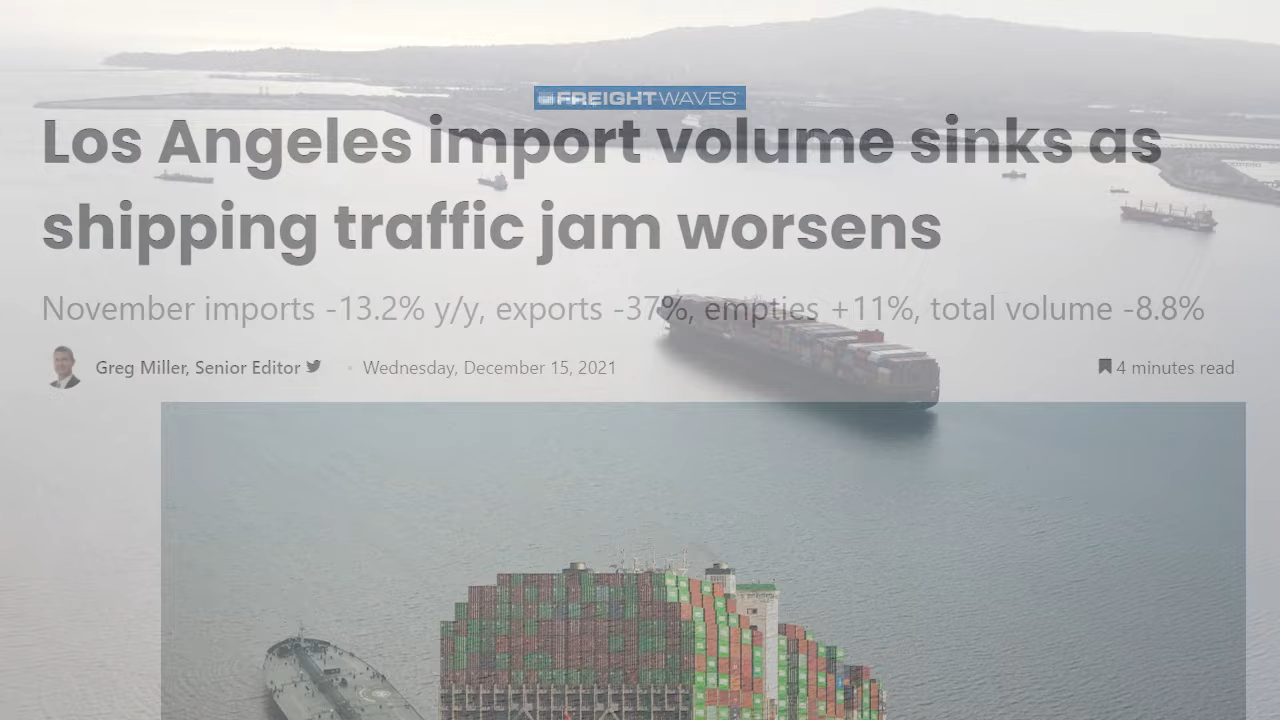 FREIGHTWAVES
Los Angeles import volume sinks as
shipping traffic jam worsens
November imports -13.2% y/y, exports -37%, empties +11%, total volume -8.8%
Greg Miller, Senior Editor • Wednesday, December 15, 2021 4 minutes read